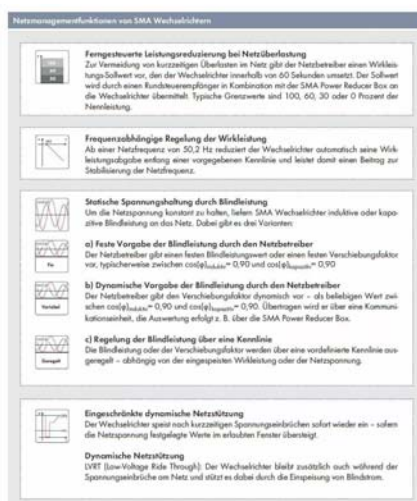 Netzmanagementfunktionen von SMA Wechselrichtern
Ferngesteuerte Leistungsreduzierung bei Netzüberlastung
Zur Vermeidung von kurzzeitigen Überlasten im Netz gibt der Netzbetreiber einen Wirkleis-
tungs-Sollwert vor, den der Wechselrichter innerhalb von 60 Sekunden umsetzt. Der Sollwert
wird durch einen Rundsteuerempfänger in Kombination mit der SMA Power Reducer Box an
die Wechselrichter übermittelt. Typische Grenzwerte sind 100, 60, 30 oder 0 Prozent der
Nennleistung.
Frequenzabhängige Regelung der Wirkleistung
Ab einer Netzfrequenz von 50,2 Hz reduziert der Wechselrichter automatisch seine Wirk-
leistungsabgabe entlang einer vorgegebenen Kennlinie und leistet damit einen Beitrag zur
Stabilisierung der Netzfrequenz.
Statische Spannungshaltung durch Blindleistung
Um die Netzspannung konstant zu halten, liefern SMA Wechselrichter induktive oder kapa-
zitive Blindleistung an das Netz. Dabei gibt es drei Varianten:
Fix
a) Feste Vorgabe der Blindleistung durch den Netzbetreiber
Der Netzbetreiber gibt einen festen Blindleistungswert oder einen festen Verschiebungsfaktor
vor, typischerweise zwischen cos(φ)induktiv= 0,90 und cos(φ)kapazitiv= 0,90
Variabel
b) Dynamische Vorgabe der Blindleistung durch den Netzbetreiber
Der Netzbetreiber gibt den Verschiebungsfaktor dynamisch vor – als beliebigen Wert zwi-
schen cos(φ)induktiv= 0,90 und cos(φ)kapazitiv= 0,90. Übertragen wird er über eine Kommuni-
kationseinheit, die Auswertung erfolgt z. B. über die SMA Power Reducer Box.
Geregelt
c) Regelung der Blindleistung über eine Kennlinie
Die Blindleistung oder der Verschiebungsfaktor werden über eine vordefinierte Kennlinie aus-
geregelt – abhängig von der eingespeisten Wirkleistung oder der Netzspannung.
Eingeschränkte dynamische Netzstützung
Der Wechselrichter speist nach kurzzeitigen Spannungseinbrüchen sofort wieder ein – sofern
die Netzspannung festgelegte Werte im erlaubten Fenster übersteigt.
Dynamische Netzstützung
LVRT (Low-Voltage Ride Through): Der Wechselrichter bleibt zusätzlich auch während der
Spannungseinbrüche am Netz und stützt es dabei durch die Einspeisung von Blindstrom.